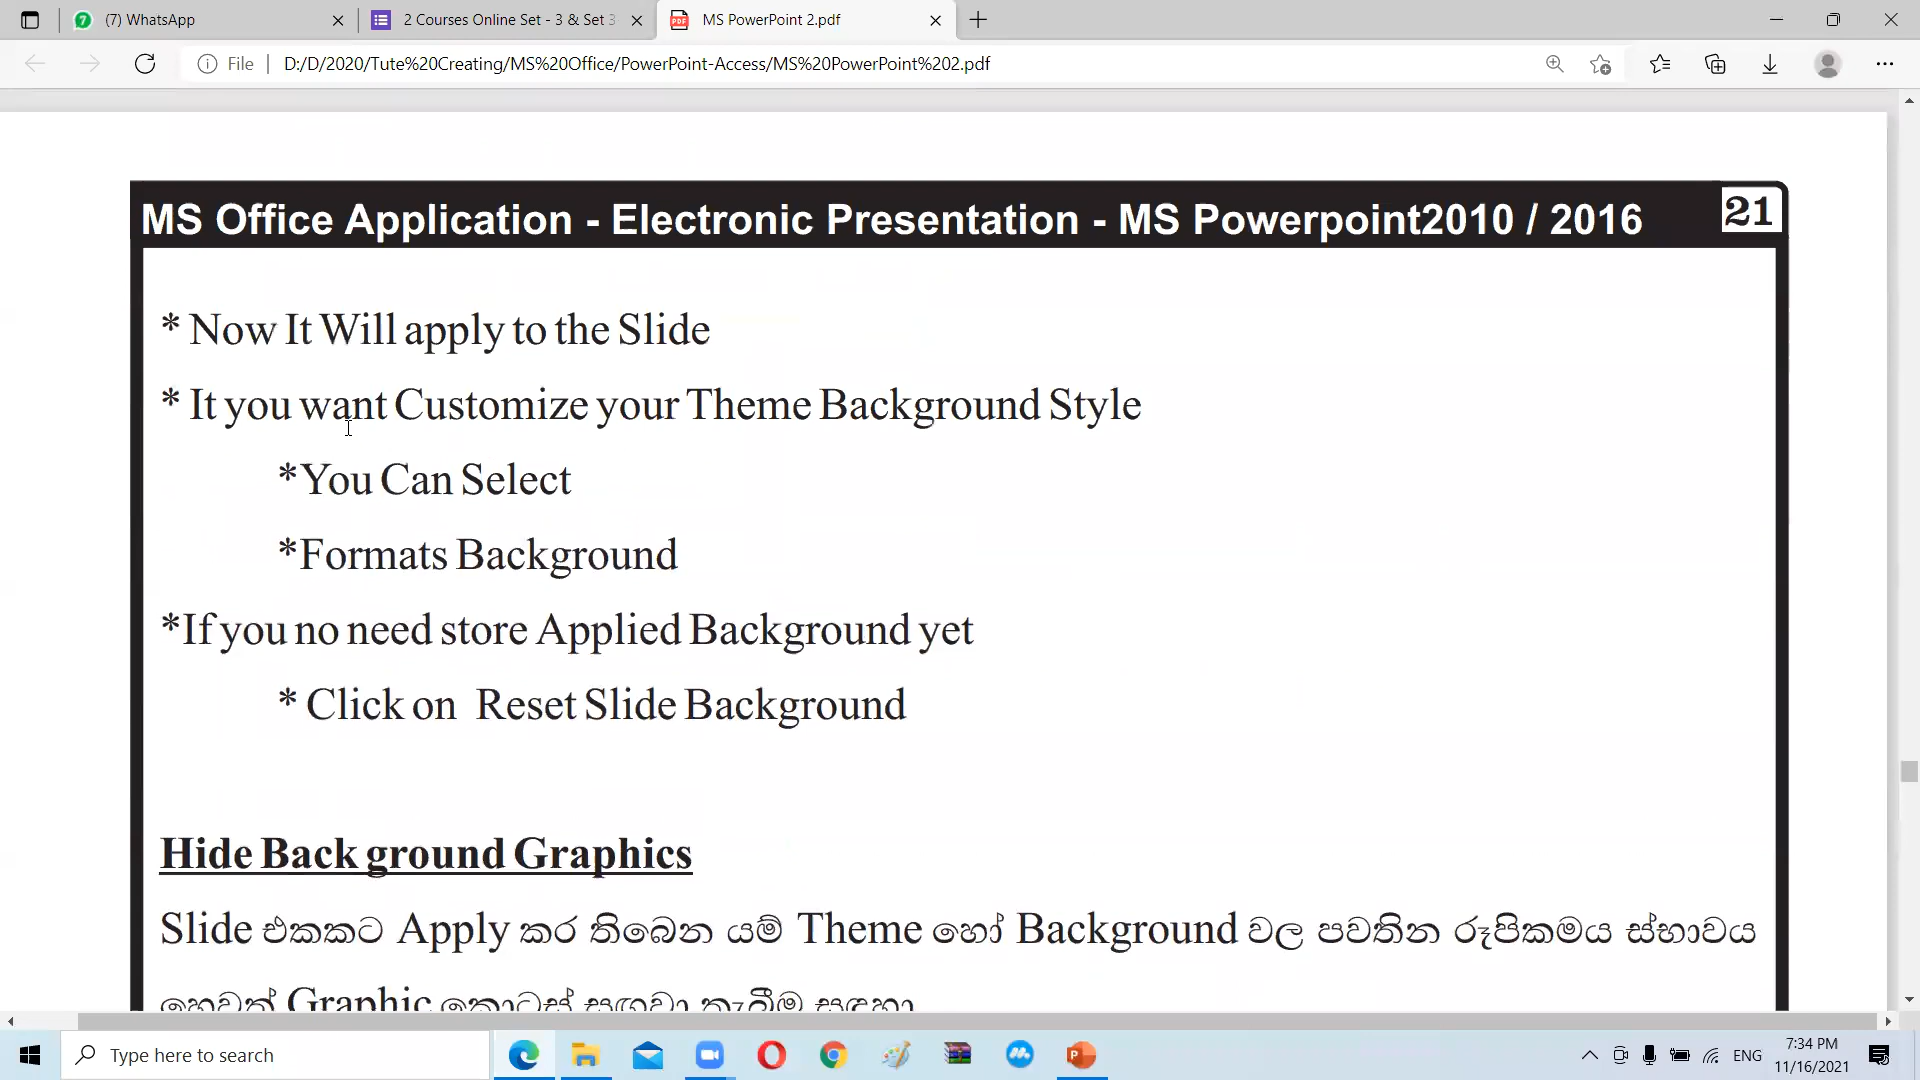 (7) WhatsApp
2 Courses Online Set - 3 & Set 3
MS PowerPoint 2.pdf
File
D:/D/2020/Tute%20Creating/MS%20Office/PowerPoint-Access/MS%20PowerPoint%202.pdf
MS Office Application - Electronic Presentation - MS Powerpoint2010 / 2016
21
* Now It Will apply to the Slide
* It you want Customize your Theme Background Style
*You Can Select
*Formats Background
*If you no need store Applied Background yet
* Click on Reset Slide Background
Hide Back ground Graphics
Slide එකකට Apply කර තිබෙන යම් Theme හෝ Background වල පවතින රූපිකමය ස්භාවය
හෙවත් Graphic කොටස් සඟවා තැබීම සඳහා
Type here to search
ENG
7:34 PM
11/16/2021